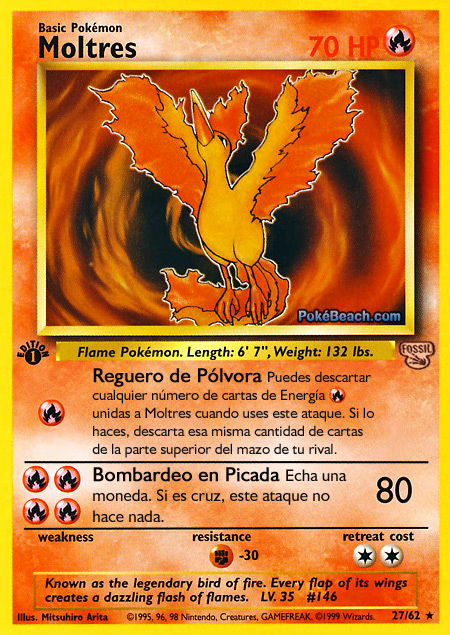 Basic Pokémon
Moltres
70 HP
PokéBeach.com
EDITION
1
Flame Pokémon. Length: 6' 7", Weight: 132 lbs.
FOSSIL
Reguero de Pólvora Puedes descartar
cualquier número de cartas de Energía
unidas a Moltres cuando uses este ataque. Si lo
haces, descarta esa misma cantidad de cartas
de la parte superior del mazo de tu rival.
Bombardeo en Picada Echa una
moneda. Si es cruz, este ataque no
hace nada.
80
weakness
resistance
retreat cost
-30
Known as the legendary bird of fire. Every flap of its wings
creates a dazzling flash of flames. LV. 35 #146
Illus. Mitsuhiro Arita ©1995, 96, 98 Nintendo, Creatures, GAMEFREAK. ©1999 Wizards. 27/62 ★